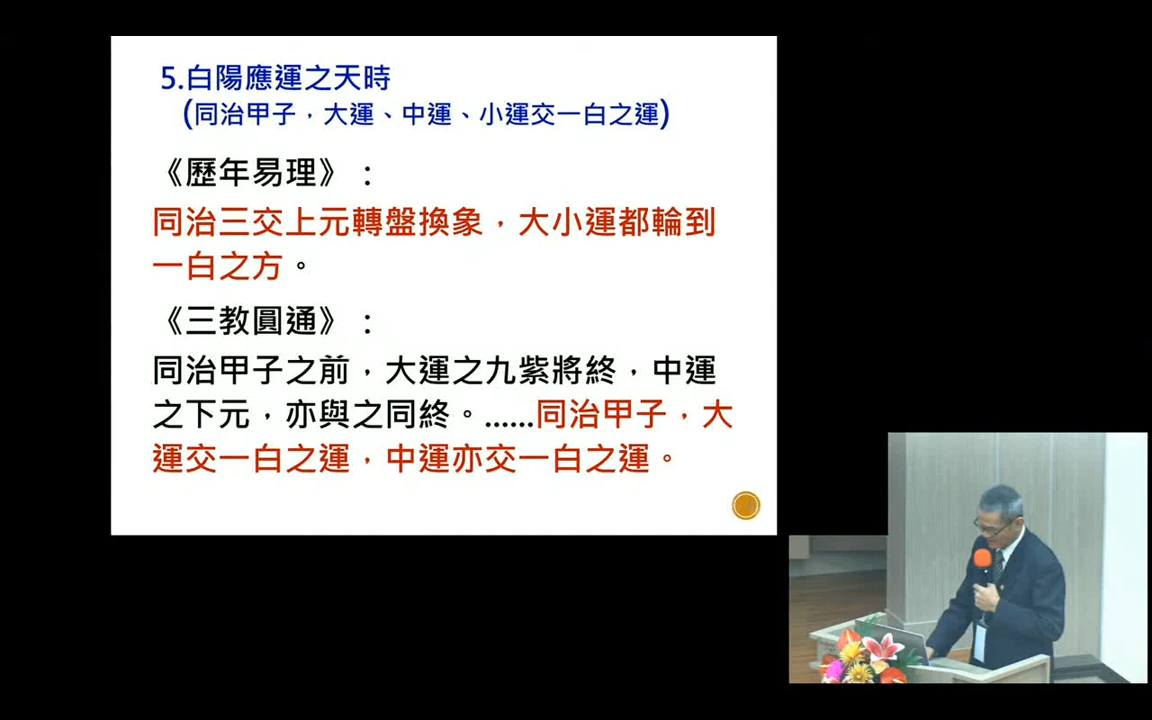 5.白陽應運之天時
(同治甲子，大運、中運、小運交一白之運)
《歷年易理》：
同治三交上元轉盤換象，大小運都輪到
一白之方。
《三教圓通》：
同治甲子之前，大運之九紫將終，中運
之下元，亦與之同終。......同治甲子，大
運交一白之運，中運亦交一白之運。